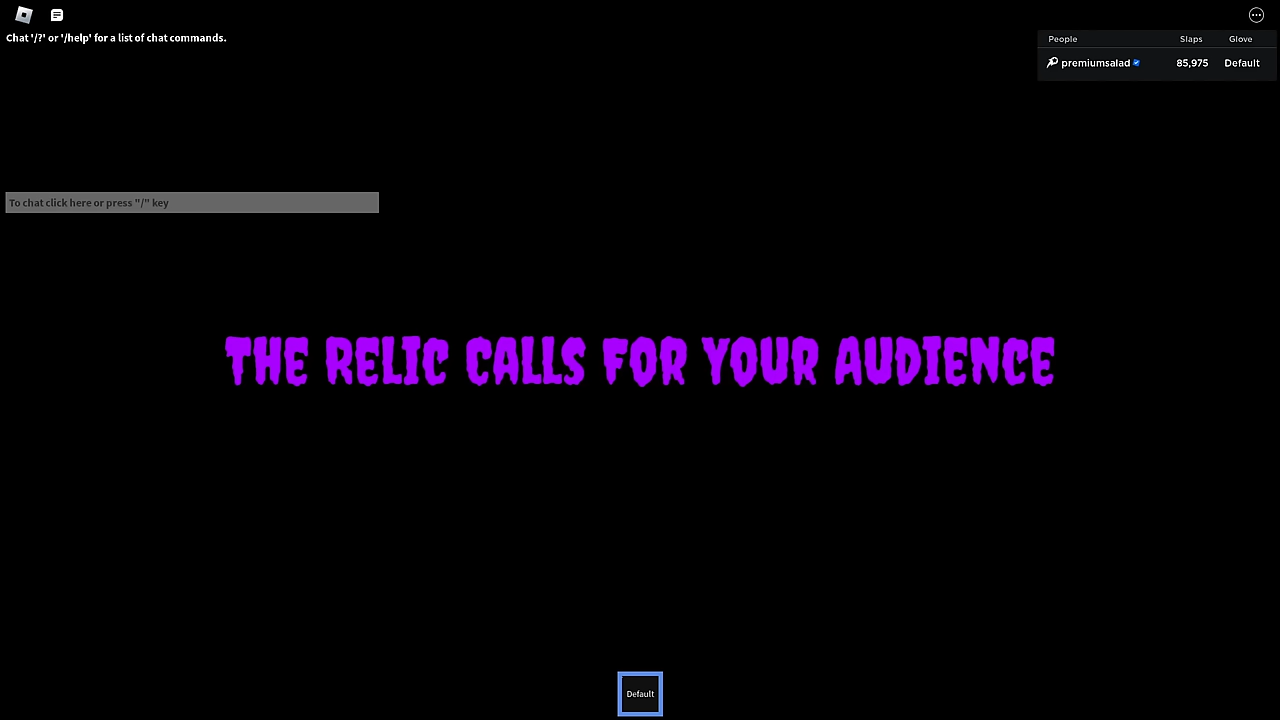 Chat '/?' or '/help' for a list of chat commands.
People Slaps Glove
premiumsalad 85,975 Default
To chat click here or press "/" key
THE RELIC CALLS FOR YOUR AUDIENCE
Default